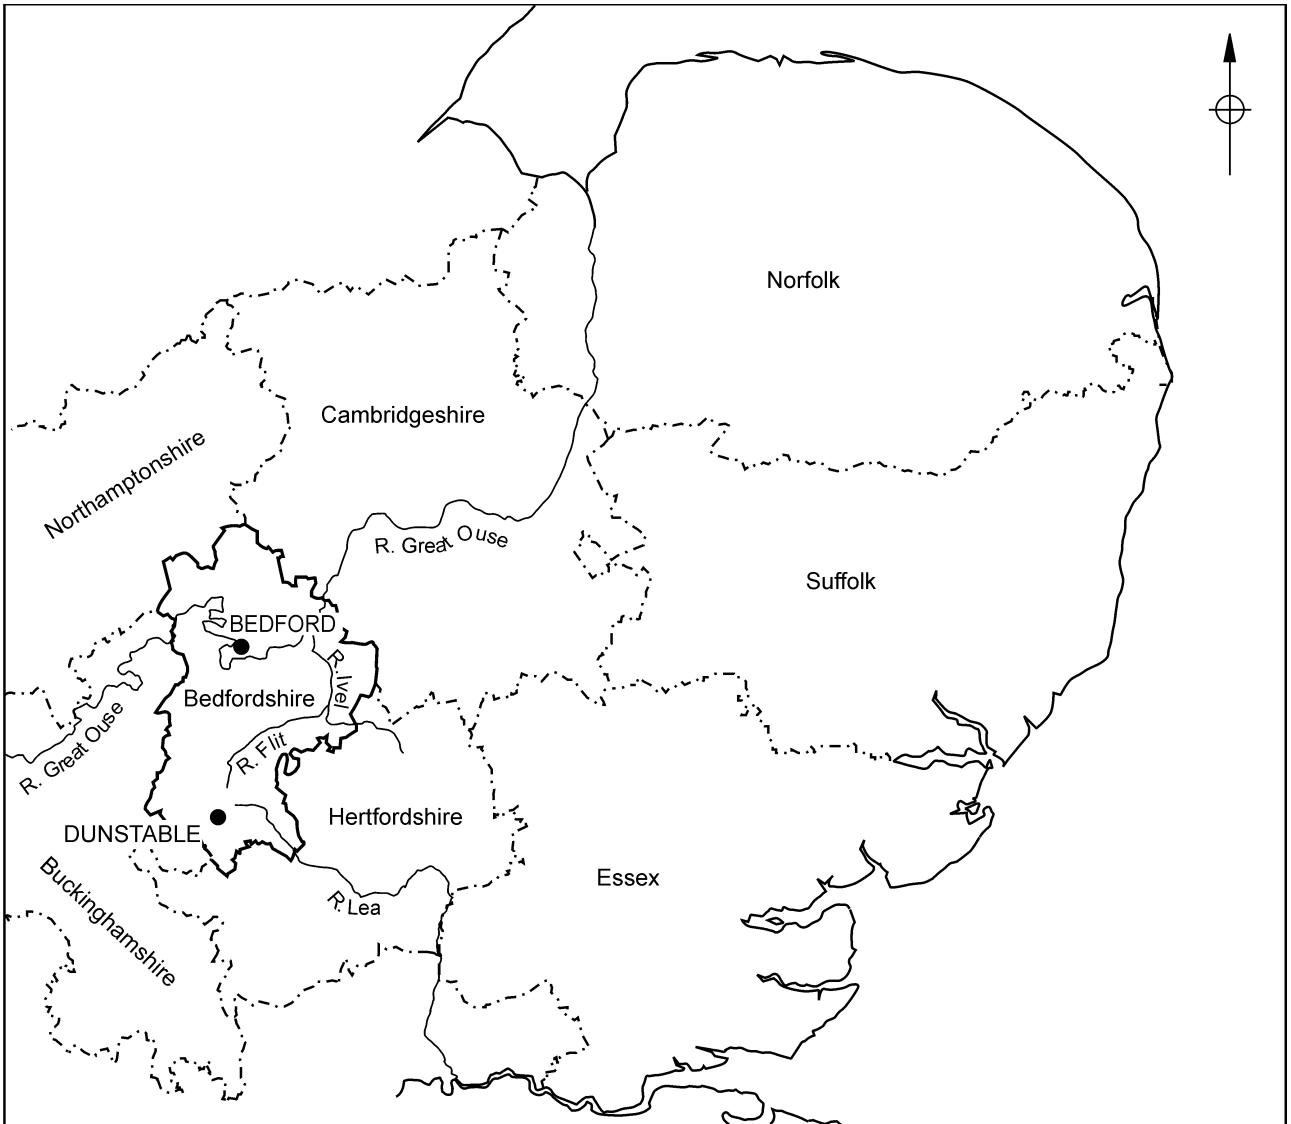 Norfolk
Cambridgeshire
Northamptonshire
R. Great Ouse
Suffolk
BEDFORD
R. Ivel
Bedfordshire
R. Great Ouse
R. Flit
Hertfordshire
DUNSTABLE
Essex
Buckinghamshire
R. Lea